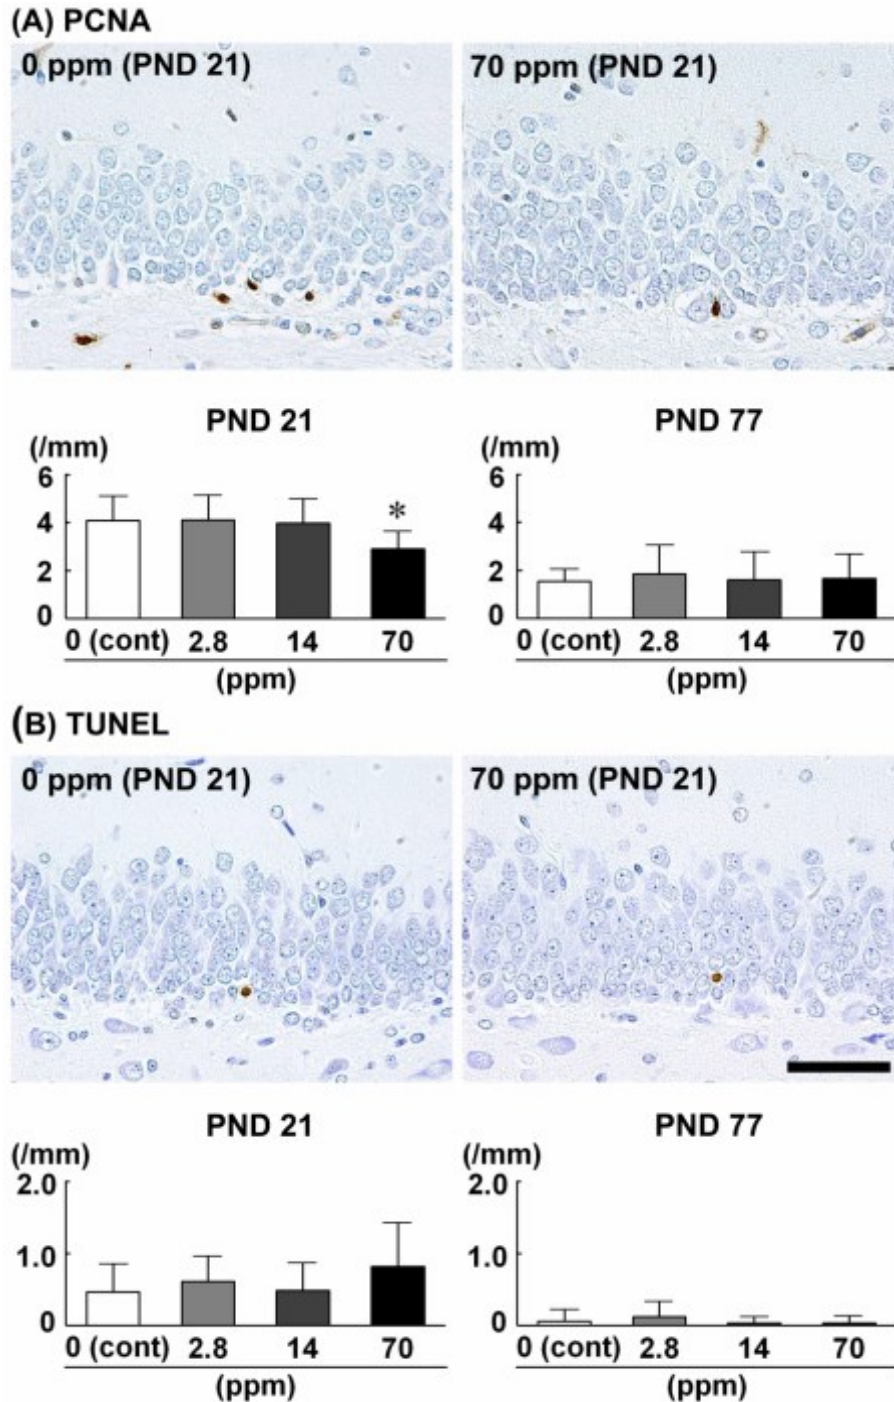 (A) PCNA
0 ppm (PND 21)
70 ppm (PND 21)
PND 21
(/mm)
6
4
2
0
*
0 (cont) 2.8 14 70
(ppm)
PND 77
(/mm)
6
4
2
0
0 (cont) 2.8 14 70
(ppm)
(B) TUNEL
0 ppm (PND 21)
70 ppm (PND 21)
PND 21
(/mm)
2.0
1.0
0
0 (cont) 2.8 14 70
(ppm)
PND 77
(/mm)
2.0
1.0
0
0 (cont) 2.8 14 70
(ppm)